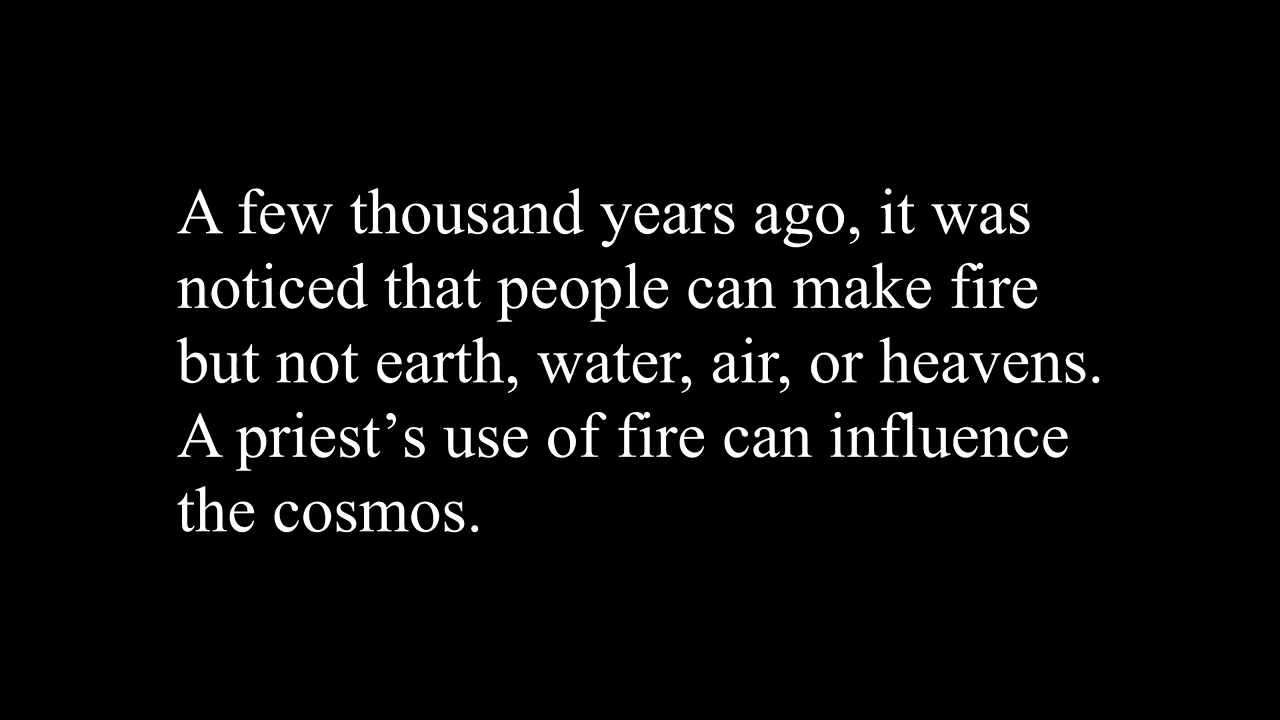 A few thousand years ago, it was
noticed that people can make fire
but not earth, water, air, or heavens.
A priest’s use of fire can influence
the cosmos.